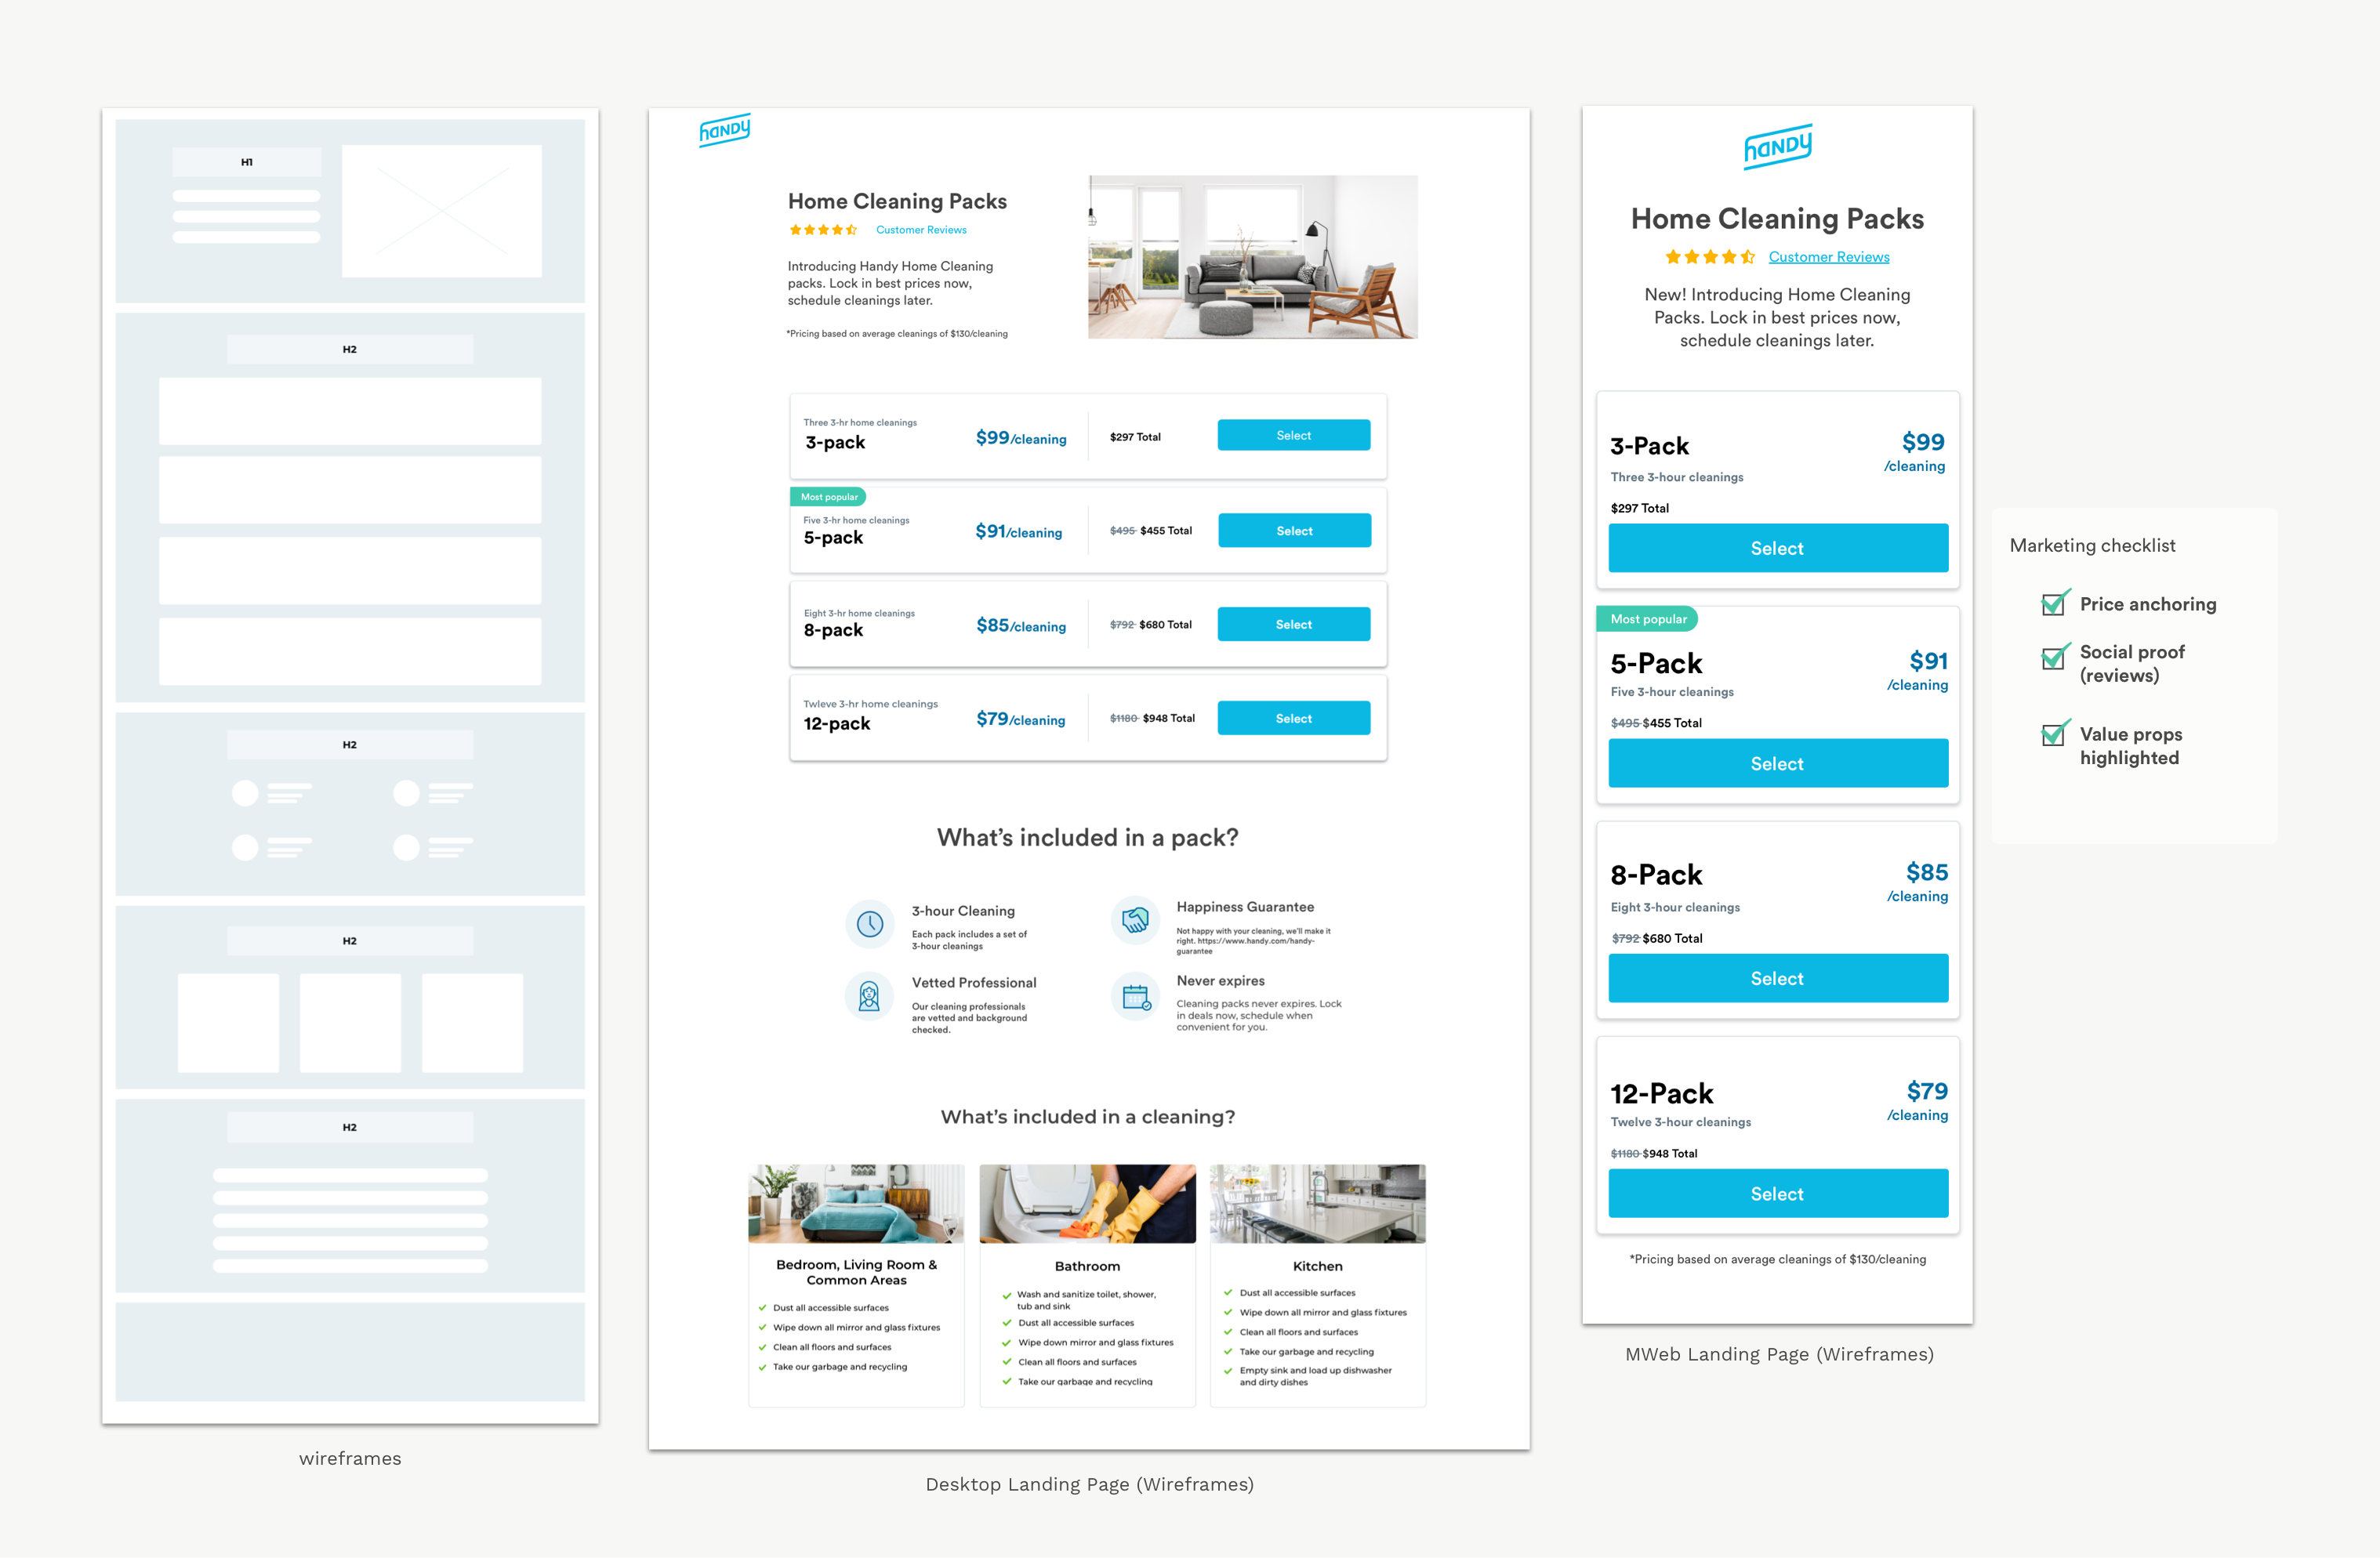 H1
H2
H2
H2
H2
wireframes
HANDY
Home Cleaning Packs
Customer Reviews
Introducing Handy Home Cleaning
packs. Lock in best prices now,
schedule cleanings later.
*Pricing based on average cleanings of $130/cleaning
Three 3-hr home cleanings
3-pack
$99/cleaning
$297 Total
Select
Most popular
Five 3-hr home cleanings
5-pack
$91/cleaning
$495 $455 Total
Select
Eight 3-hr home cleanings
8-pack
$85/cleaning
$792 $680 Total
Select
Twleve 3-hr home cleanings
12-pack
$79/cleaning
$1180 $948 Total
Select
What's included in a pack?
3-hour Cleaning
Each pack includes a set of
3-hour cleanings
Happiness Guarantee
Not happy with your cleaning, we'll make it
right. https://www.handy.com/handy-
guarantee
Vetted Professional
Our cleaning professionals
are vetted and background
checked.
Never expires
Cleaning packs never expires. Lock
in deals now, schedule when
convenient for you.
What's included in a cleaning?
Bedroom, Living Room &
Common Areas
Dust all accessible surfaces
Wipe down all mirror and glass fixtures
Clean all floors and surfaces
Take our garbage and recycling
Bathroom
Wash and sanitize toilet, shower,
tub and sink
Dust all accessible surfaces
Wipe down mirror and glass fixtures
Clean all floors and surfaces
Take our garbage and recycling
Kitchen
Dust all accessible surfaces
Wipe down all mirror and glass fixtures
Clean all floors and surfaces
Take our garbage and recycling
Empty sink and load up dishwasher
and dirty dishes
Desktop Landing Page (Wireframes)
HANDY
Home Cleaning Packs
Customer Reviews
New! Introducing Home Cleaning
Packs. Lock in best prices now,
schedule cleanings later.
3-Pack
$99
/cleaning
Three 3-hour cleanings
$297 Total
Select
Most popular
5-Pack
$91
/cleaning
Five 3-hour cleanings
$495 $455 Total
Select
8-Pack
$85
/cleaning
Eight 3-hour cleanings
$792 $680 Total
Select
12-Pack
$79
/cleaning
Twelve 3-hour cleanings
$1180 $948 Total
Select
*Pricing based on average cleanings of $130/cleaning
MWeb Landing Page (Wireframes)
Marketing checklist
Price anchoring
Social proof
(reviews)
Value props
highlighted